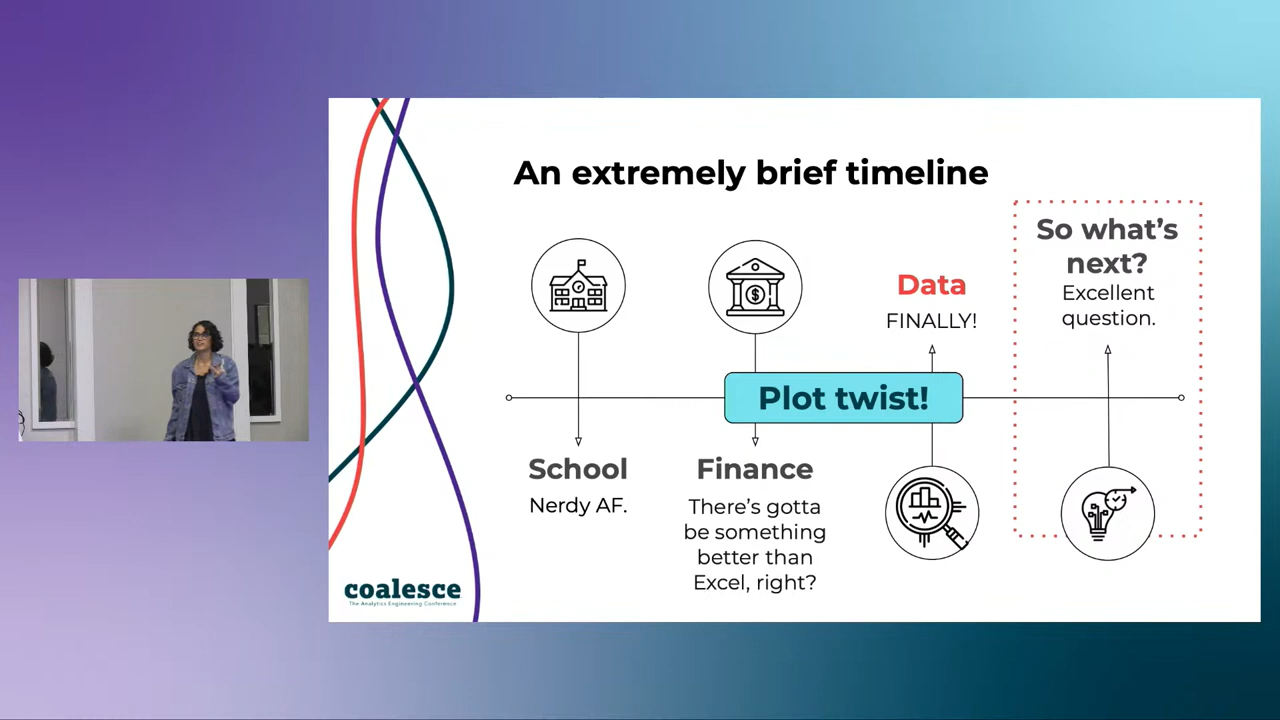 An extremely brief timeline
School
Nerdy AF.
Finance
There’s gotta
be something
better than
Excel, right?
Plot twist!
Data
FINALLY!
So what’s
next?
Excellent
question.
$
coalesce
The Analytics Engineering Conference